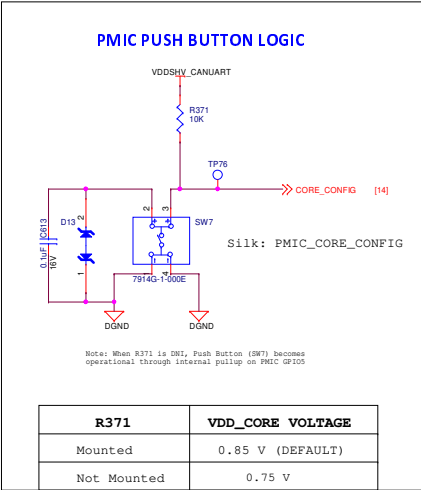 PMIC PUSH BUTTON LOGIC
VDDSHV_CANUART
R371
10K
TP76
CORE_CONFIG [14]
C613
0.1uF
16V
D13
2
1
2
3
SW7
1
4
7914G-1-000E
Silk: PMIC_CORE_CONFIG
DGND
DGND
Note: When R371 is DNI, Push Button (SW7) becomes
operational through internal pullup on PMIC GPIO5
R371 VDD_CORE VOLTAGE
Mounted 0.85 V (DEFAULT)
Not Mounted 0.75 V